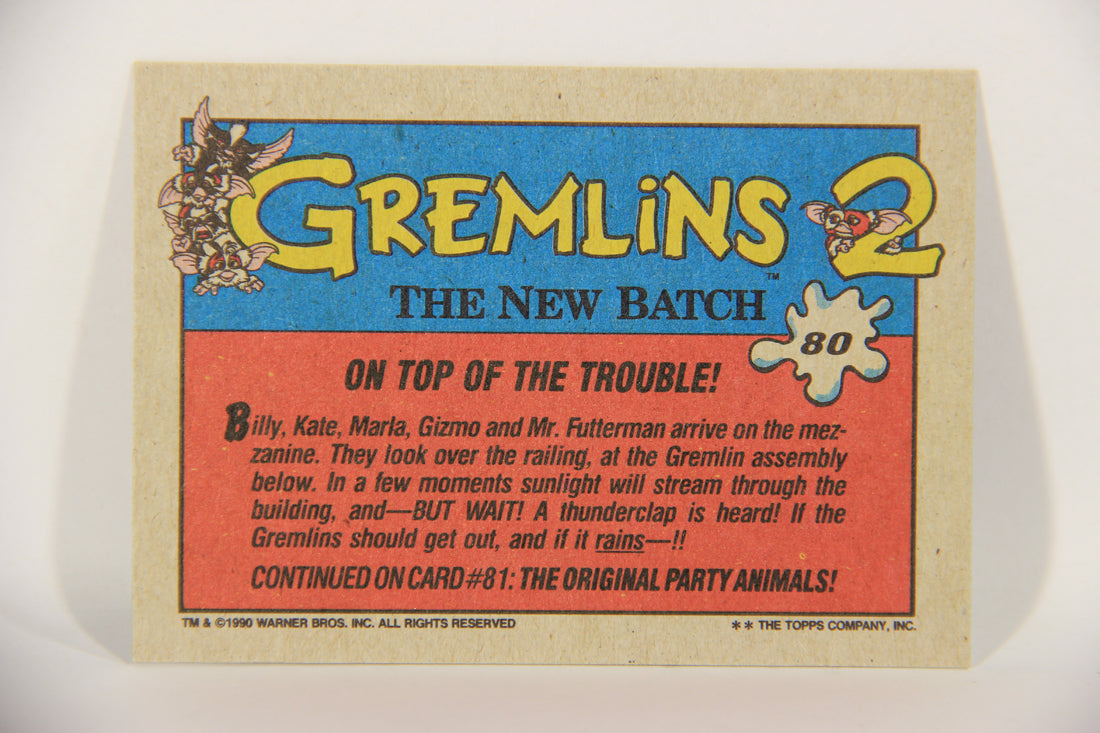 GREMLiNS 2
TM
THE NEW BATCH
80
ON TOP OF THE TROUBLE!
Billy, Kate, Marla, Gizmo and Mr. Futterman arrive on the mez-
zanine. They look over the railing, at the Gremlin assembly
below. In a few moments sunlight will stream through the
building, and—BUT WAIT! A thunderclap is heard! If the
Gremlins should get out, and if it rains—!!
CONTINUED ON CARD #81: THE ORIGINAL PARTY ANIMALS!
TM & ©1990 WARNER BROS. INC. ALL RIGHTS RESERVED
** THE TOPPS COMPANY, INC.